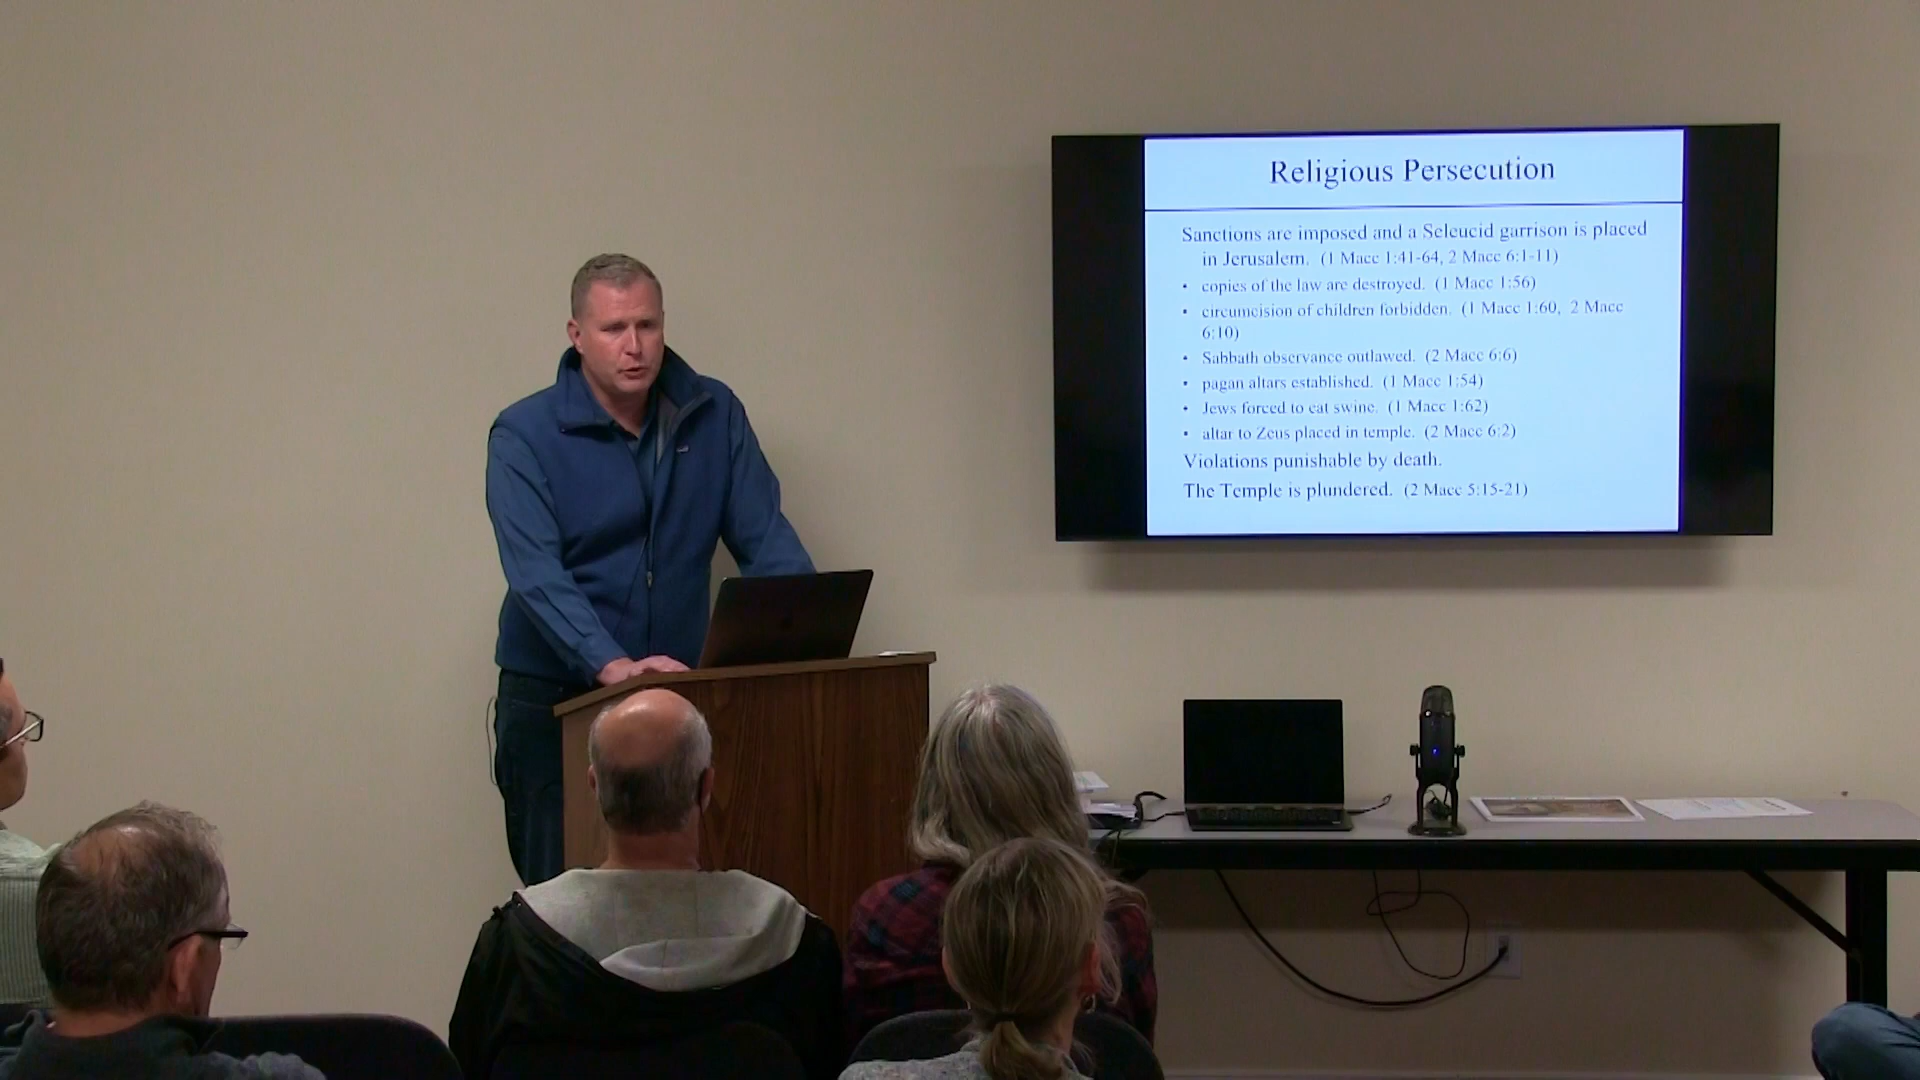 Religious Persecution
Sanctions are imposed and a Seleucid garrison is placed
in Jerusalem. (1 Macc 1:41-64, 2 Macc 6:1-11)
• copies of the law are destroyed. (1 Macc 1:56)
• circumcision of children forbidden. (1 Macc 1:60, 2 Macc
6:10)
• Sabbath observance outlawed. (2 Macc 6:6)
• pagan altars established. (1 Macc 1:54)
• Jews forced to eat swine. (1 Macc 1:62)
• altar to Zeus placed in temple. (2 Macc 6:2)
Violations punishable by death.
The Temple is plundered. (2 Macc 5:15-21)